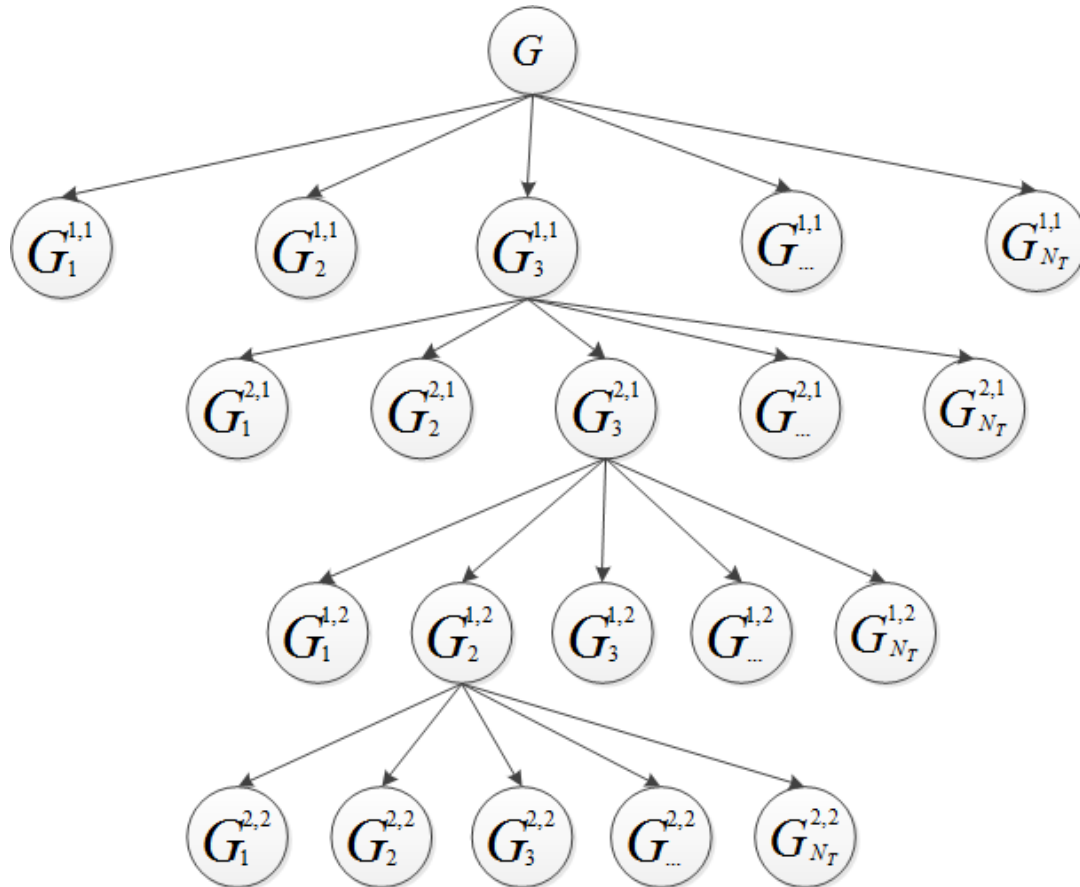 G
G_1^{1,1} G_2^{1,1} G_3^{1,1} G_{...}^{1,1} G_{N_T}^{1,1}
G_1^{2,1} G_2^{2,1} G_3^{2,1} G_{...}^{2,1} G_{N_T}^{2,1}
G_1^{1,2} G_2^{1,2} G_3^{1,2} G_{...}^{1,2} G_{N_T}^{1,2}
G_1^{2,2} G_2^{2,2} G_3^{2,2} G_{...}^{2,2} G_{N_T}^{2,2}